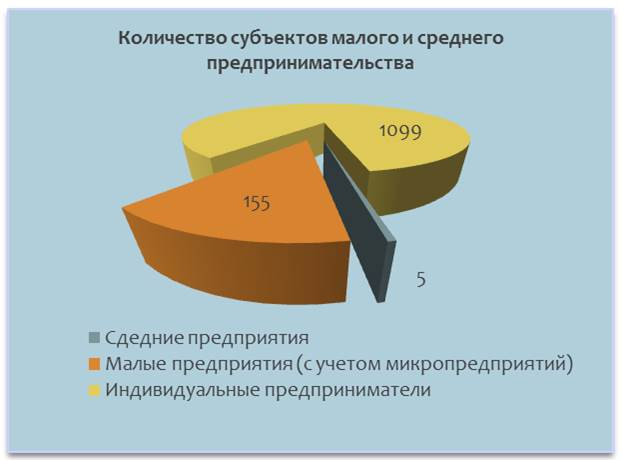 Количество субъектов малого и среднего
предпринимательства
1099
155
5
Сдедние предприятия
Малые предприятия (с учетом микропредприятий)
Индивидуальные предприниматели